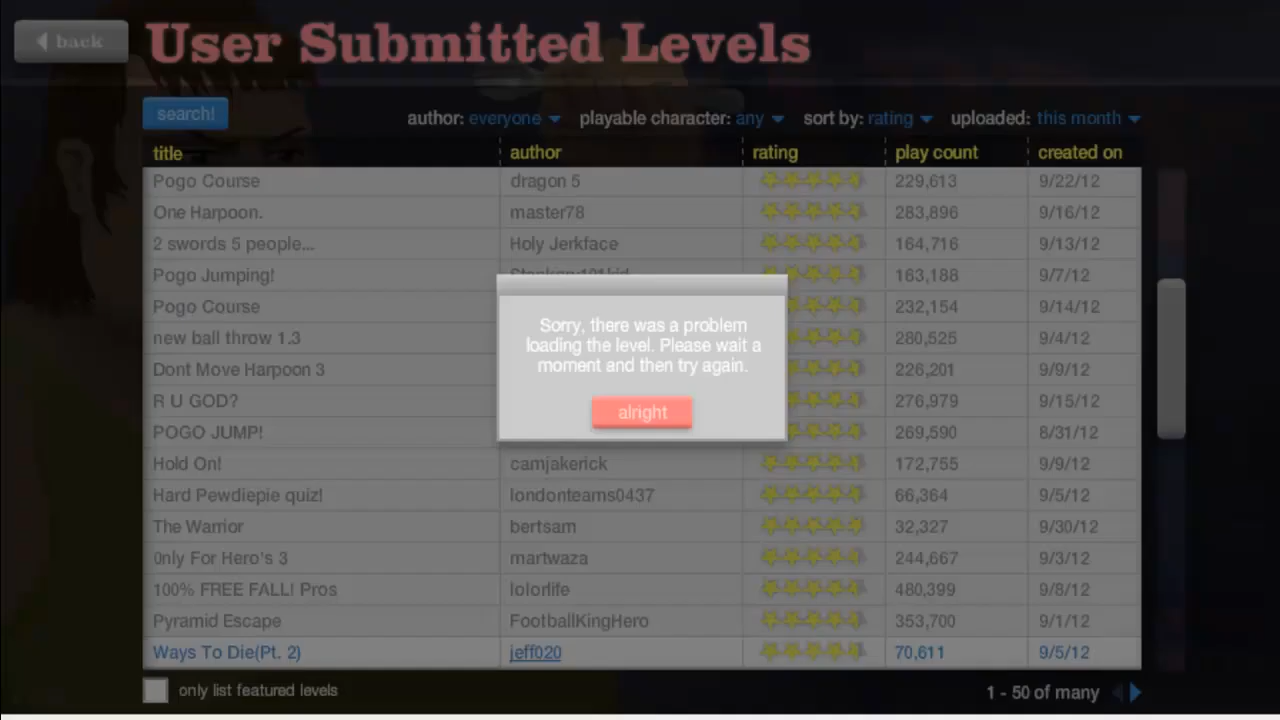 back
User Submitted Levels
search!
author: everyone playable character: any sort by: rating uploaded: this month
title author rating play count created on
Pogo Course dragon 5 229,613 9/22/12
One Harpoon. master78 283,896 9/16/12
2 swords 5 people... Holy Jerkface 164,716 9/13/12
Pogo Jumping! 163,188 9/7/12
Pogo Course 232,154 9/14/12
new ball throw 1.3 280,525 9/4/12
Dont Move Harpoon 3 226,201 9/9/12
R U GOD? 276,979 9/15/12
POGO JUMP! 269,590 8/31/12
Hold On! camjakerick 172,755 9/9/12
Hard Pewdiepie quiz! londonteams0437 66,364 9/5/12
The Warrior bertsam 32,327 9/30/12
0nly For Hero's 3 martwaza 244,667 9/3/12
100% FREE FALL! Pros lolorlife 480,399 9/8/12
Pyramid Escape FootballKingHero 353,700 9/1/12
Ways To Die(Pt. 2) jeff020 70,611 9/5/12
Sorry, there was a problem
loading the level. Please wait a
moment and then try again.
alright
only list featured levels
1 - 50 of many